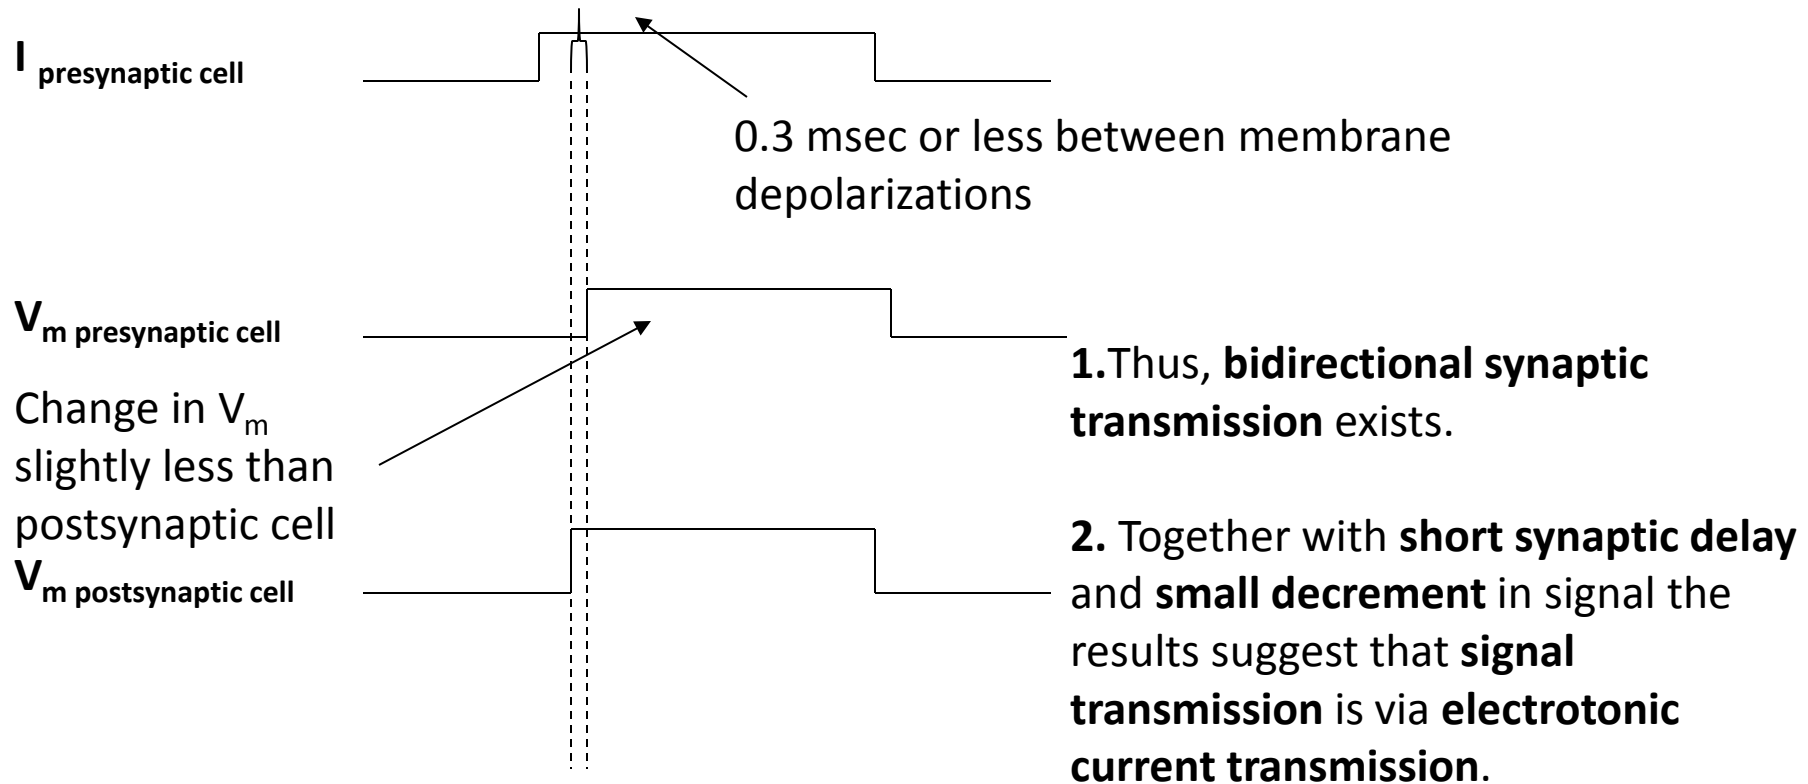 I presynaptic cell
0.3 msec or less between membrane
depolarizations
Vm presynaptic cell
Change in Vm
slightly less than
postsynaptic cell
Vm postsynaptic cell
1.Thus, bidirectional synaptic
transmission exists.
2. Together with short synaptic delay
and small decrement in signal the
results suggest that signal
transmission is via electrotonic
current transmission.